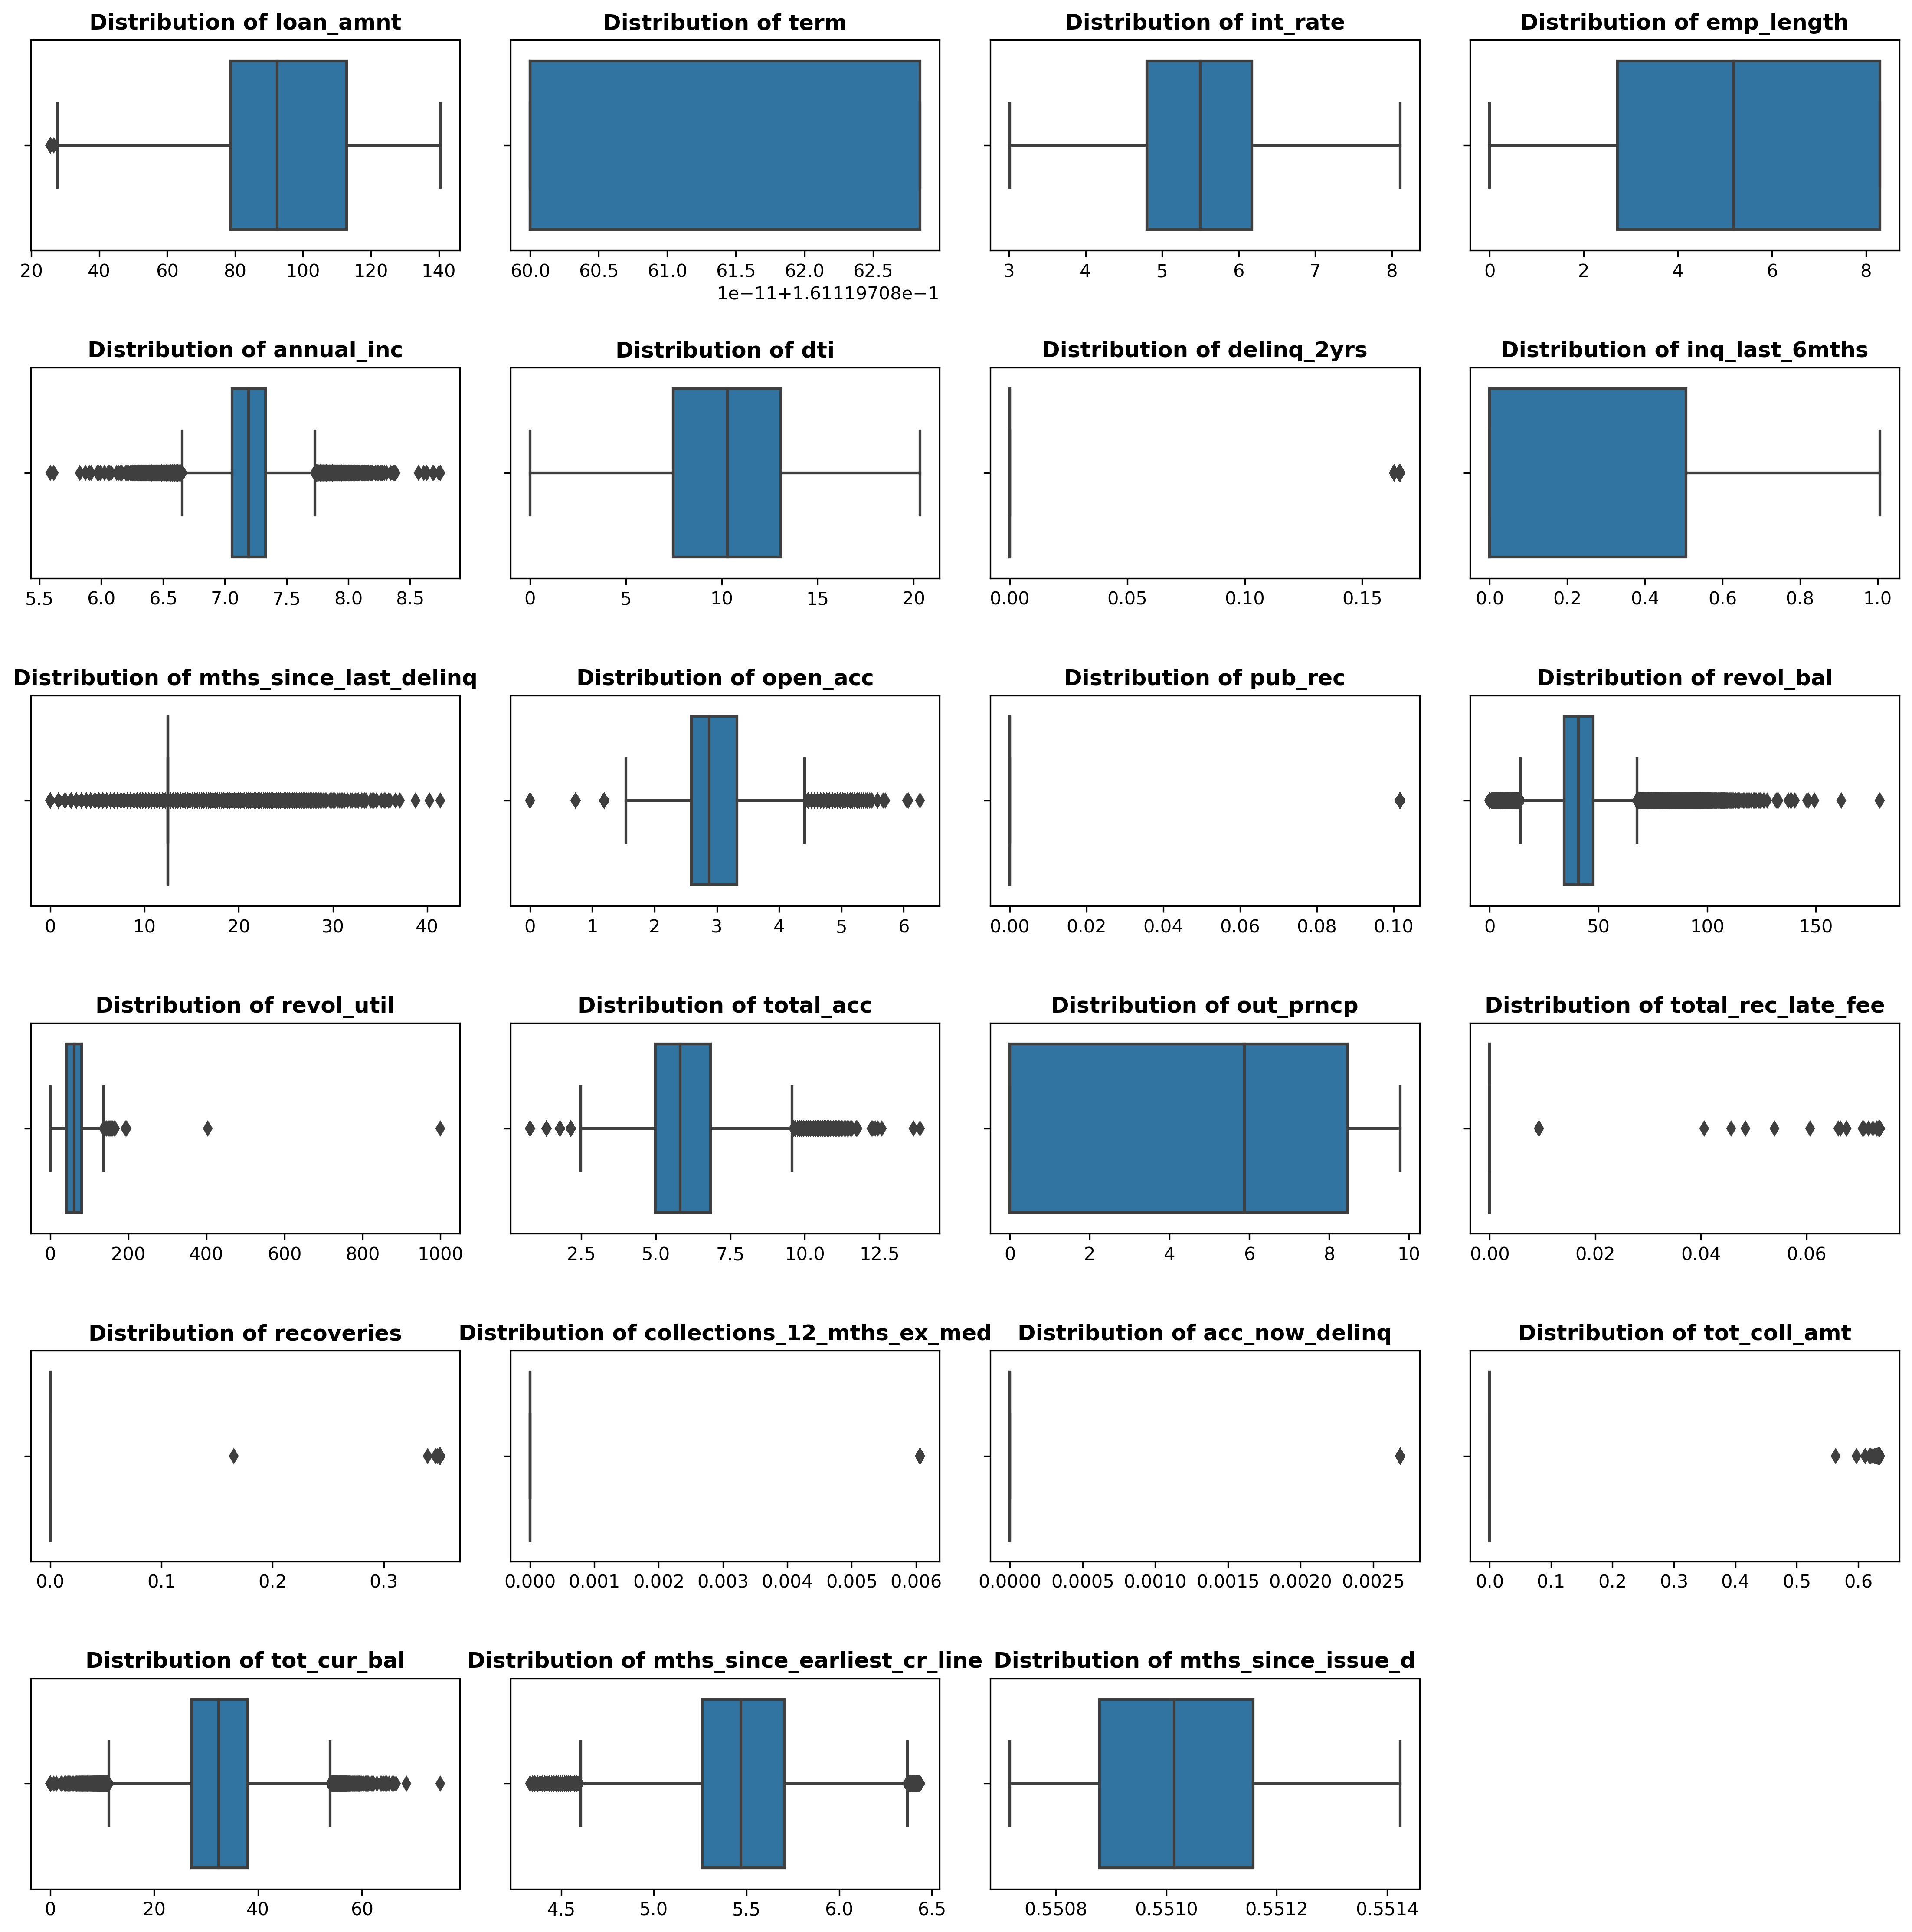 Distribution of loan_amnt
Distribution of term
Distribution of int_rate
Distribution of emp_length
20 40 60 80 100 120 140
60.0 60.5 61.0 61.5 62.0 62.5
1e−11+1.61119708e−1
3 4 5 6 7 8
0 2 4 6 8
Distribution of annual_inc
Distribution of dti
Distribution of delinq_2yrs
Distribution of inq_last_6mths
5.5 6.0 6.5 7.0 7.5 8.0 8.5
0 5 10 15 20
0.00 0.05 0.10 0.15
0.0 0.2 0.4 0.6 0.8 1.0
Distribution of mths_since_last_delinq
Distribution of open_acc
Distribution of pub_rec
Distribution of revol_bal
0 10 20 30 40
0 1 2 3 4 5 6
0.00 0.02 0.04 0.06 0.08 0.10
0 50 100 150
Distribution of revol_util
Distribution of total_acc
Distribution of out_prncp
Distribution of total_rec_late_fee
0 200 400 600 800 1000
2.5 5.0 7.5 10.0 12.5
0 2 4 6 8 10
0.00 0.02 0.04 0.06
Distribution of recoveries
Distribution of collections_12_mths_ex_med
Distribution of acc_now_delinq
Distribution of tot_coll_amt
0.0 0.1 0.2 0.3
0.000 0.001 0.002 0.003 0.004 0.005 0.006
0.0000 0.0005 0.0010 0.0015 0.0020 0.0025
0.0 0.1 0.2 0.3 0.4 0.5 0.6
Distribution of tot_cur_bal
Distribution of mths_since_earliest_cr_line
Distribution of mths_since_issue_d
0 20 40 60
4.5 5.0 5.5 6.0 6.5
0.5508 0.5510 0.5512 0.5514